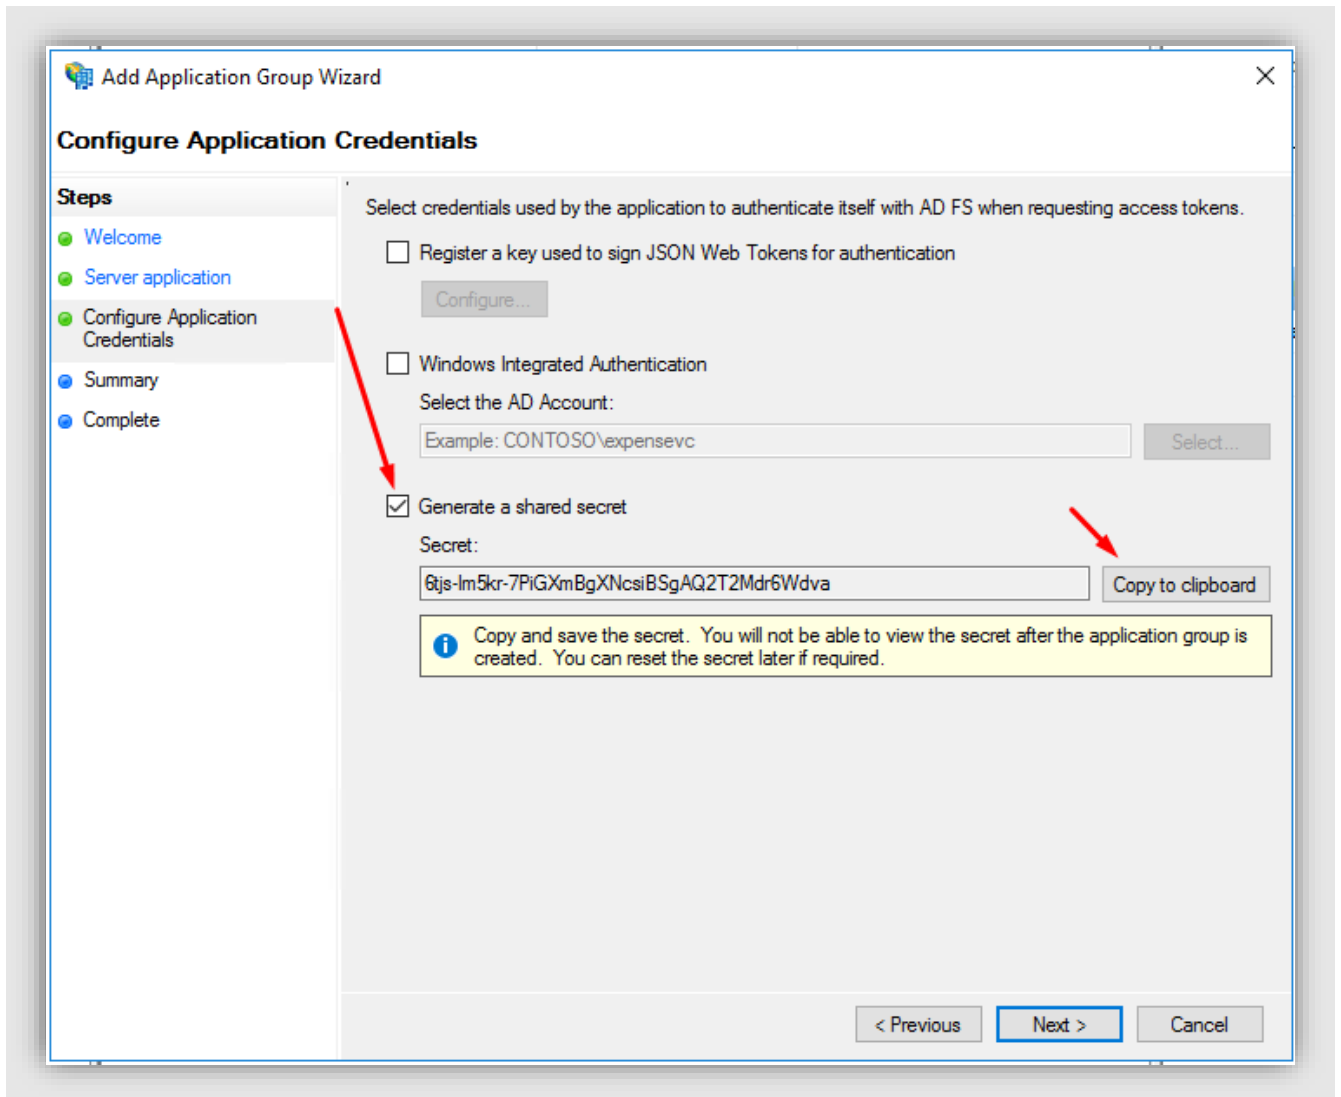 Add Application Group Wizard
Configure Application Credentials
Steps
Welcome
Server application
Configure Application
Credentials
Summary
Complete
Select credentials used by the application to authenticate itself with AD FS when requesting access tokens.
Register a key used to sign JSON Web Tokens for authentication
Configure...
Windows Integrated Authentication
Select the AD Account:
Example: CONTOSO\expensevc
Select...
Generate a shared secret
Secret:
6tjs-lm5kr-7PiGXmBgXNcsiBSgAQ2T2Mdr6Wdva
Copy to clipboard
Copy and save the secret.  You will not be able to view the secret after the application group is
created.  You can reset the secret later if required.
< Previous
Next >
Cancel